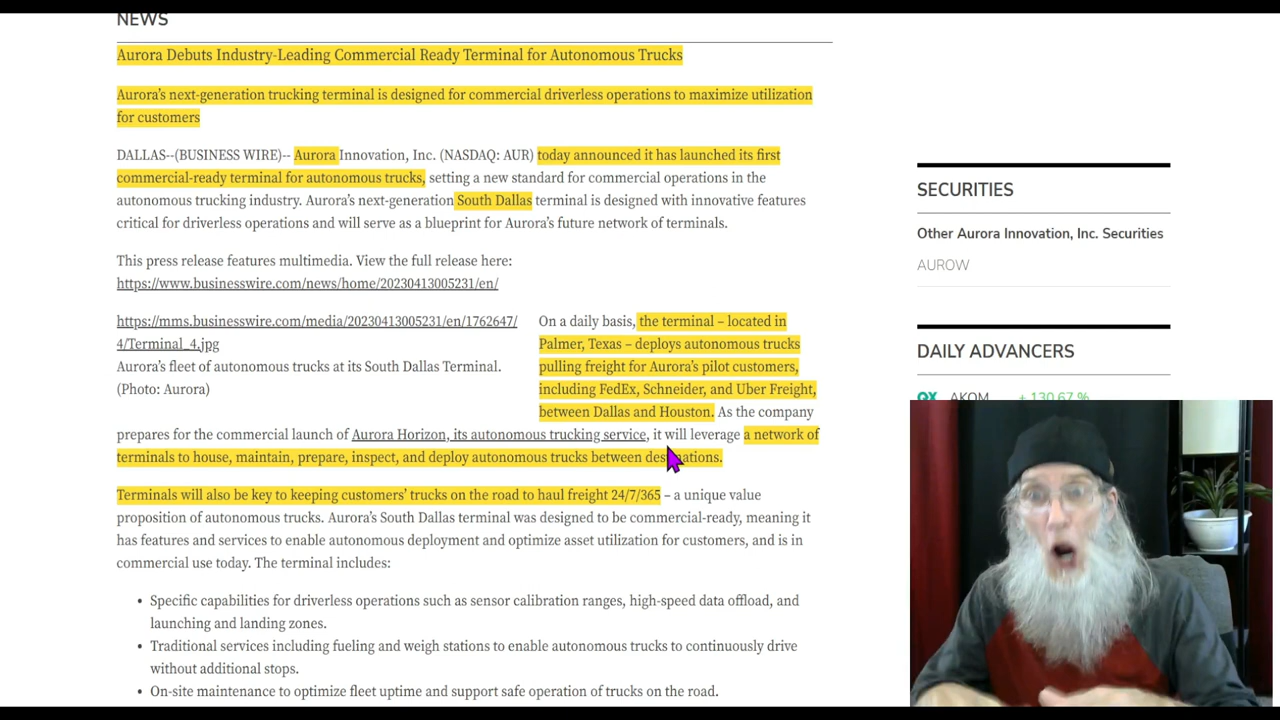 NEWS
Aurora Debuts Industry-Leading Commercial Ready Terminal for Autonomous Trucks
Aurora's next-generation trucking terminal is designed for commercial driverless operations to maximize utilization
for customers
DALLAS--(BUSINESS WIRE)-- Aurora Innovation, Inc. (NASDAQ: AUR) today announced it has launched its first
commercial-ready terminal for autonomous trucks, setting a new standard for commercial operations in the
autonomous trucking industry. Aurora's next-generation South Dallas terminal is designed with innovative features
critical for driverless operations and will serve as a blueprint for Aurora's future network of terminals.
This press release features multimedia. View the full release here:
https://www.businesswire.com/news/home/20230413005231/en/
https://mms.businesswire.com/media/20230413005231/en/1762647/
4/Terminal_4.jpg
Aurora's fleet of autonomous trucks at its South Dallas Terminal.
(Photo: Aurora)
On a daily basis, the terminal – located in
Palmer, Texas – deploys autonomous trucks
pulling freight for Aurora's pilot customers,
including FedEx, Schneider, and Uber Freight,
between Dallas and Houston. As the company
prepares for the commercial launch of Aurora Horizon, its autonomous trucking service, it will leverage a network of
terminals to house, maintain, prepare, inspect, and deploy autonomous trucks between destinations.
Terminals will also be key to keeping customers' trucks on the road to haul freight 24/7/365 – a unique value
proposition of autonomous trucks. Aurora's South Dallas terminal was designed to be commercial-ready, meaning it
has features and services to enable autonomous deployment and optimize asset utilization for customers, and is in
commercial use today. The terminal includes:
• Specific capabilities for driverless operations such as sensor calibration ranges, high-speed data offload, and
launching and landing zones.
• Traditional services including fueling and weigh stations to enable autonomous trucks to continuously drive
without additional stops.
• On-site maintenance to optimize fleet uptime and support safe operation of trucks on the road.
SECURITIES
Other Aurora Innovation, Inc. Securities
AUROW
DAILY ADVANCERS
QX AKOM + 130.67 %